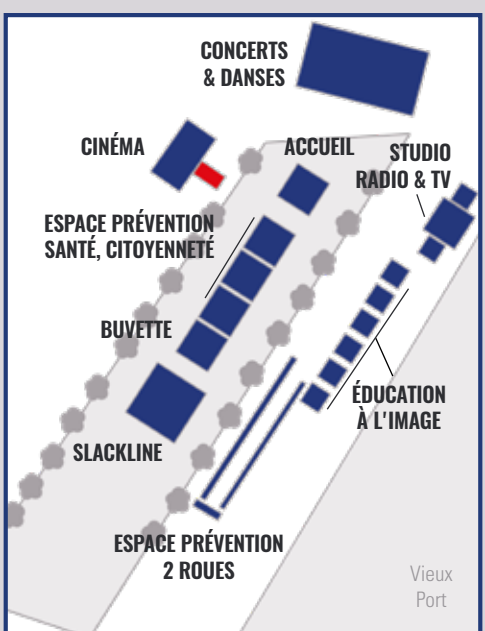 CONCERTS
& DANSES
CINÉMA
ACCUEIL
STUDIO
RADIO & TV
ESPACE PRÉVENTION
SANTÉ, CITOYENNETÉ
BUVETTE
ÉDUCATION
À L'IMAGE
SLACKLINE
ESPACE PRÉVENTION
2 ROUES
Vieux
Port